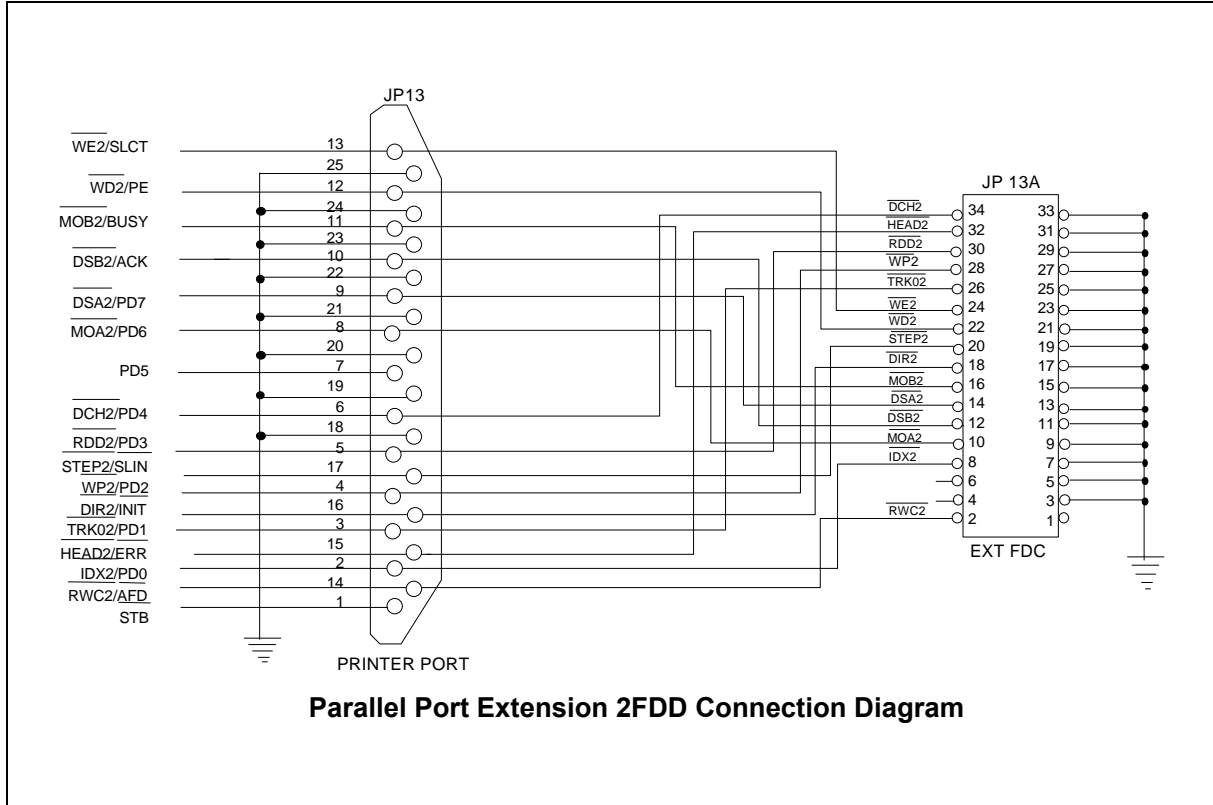 JP13
WE2/SLCT
WD2/PE
MOB2/BUSY
DSB2/ACK
DSA2/PD7
MOA2/PD6
PD5
DCH2/PD4
RDD2/PD3
STEP2/SLIN
WP2/PD2
DIR2/INIT
TRK02/PD1
HEAD2/ERR
IDX2/PD0
RWC2/AFD
STB
13
25
12
24
11
23
10
22
9
21
8
20
7
19
6
18
5
17
4
16
3
15
2
14
1
PRINTER PORT
JP 13A
DCH2
HEAD2
RDD2
WP2
TRK02
WE2
WD2
STEP2
DIR2
MOB2
DSA2
DSB2
MOA2
IDX2
RWC2
34 33
32 31
30 29
28 27
26 25
24 23
22 21
20 19
18 17
16 15
14 13
12 11
10 9
8 7
6 5
4 3
2 1
EXT FDC
Parallel Port Extension 2FDD Connection Diagram